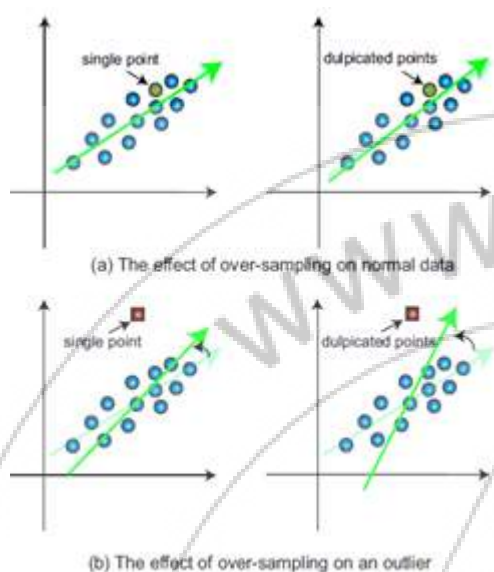 single point
dulpicated points
(a) The effect of over-sampling on normal data
single point
dulpicated points
(b) The effect of over-sampling on an outlier
WWW